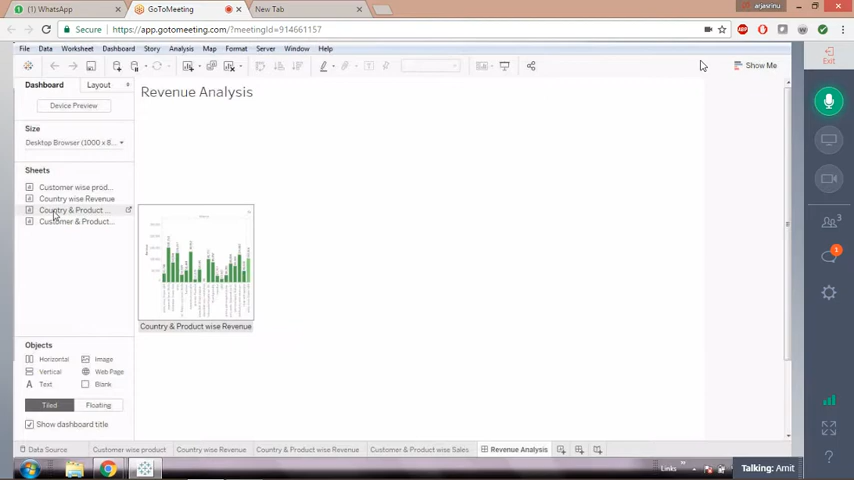 (1) WhatsApp
GoToMeeting
New Tab
arjasrinu
Secure
https://app.gotomeeting.com/?meetingId=914661157
File Data Worksheet Dashboard Story Analysis Map Format Server Window Help
Show Me
Exit
Dashboard Layout
Device Preview
Size
Desktop Browser (1000 x 8...
Sheets
Customer wise prod...
Country wise Revenue
Country & Product ...
Customer & Product...
Revenue Analysis
Country & Product wise Revenue
3
1
Objects
Horizontal Image
Vertical Web Page
A Text Blank
Tiled Floating
Show dashboard title
Data Source Customer wise product Country wise Revenue Country & Product wise Revenue Customer & Product wise Sales Revenue Analysis
Links
Talking: Amit